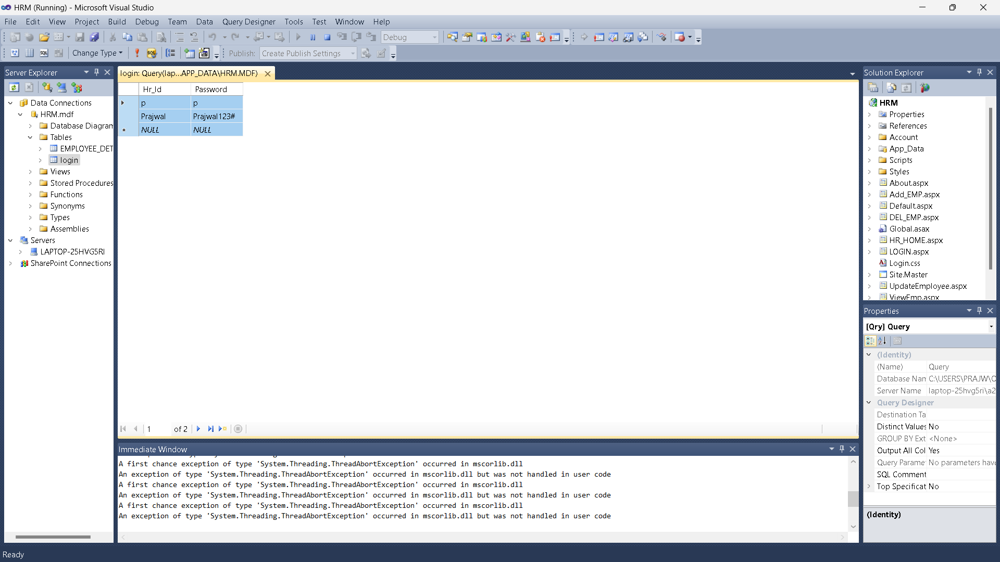 HRM (Running) - Microsoft Visual Studio
File Edit View Project Build Debug Team Data Query Designer Tools Test Window Help
Debug
Change Type SQL Publish: Create Publish Settings
Server Explorer
Data Connections
HRM.mdf
Database Diagram
Tables
EMPLOYEE_DET
login
Views
Stored Procedures
Functions
Synonyms
Types
Assemblies
Servers
LAPTOP-25HVG5RI
SharePoint Connections
login: Query(lap...APP_DATA\HRM.MDF)
Hr_Id Password
p p
Prajwal Prajwal123#
NULL NULL
1 of 2
Immediate Window
A first chance exception of type 'System.Threading.ThreadAbortException' occurred in mscorlib.dll
An exception of type 'System.Threading.ThreadAbortException' occurred in mscorlib.dll but was not handled in user code
A first chance exception of type 'System.Threading.ThreadAbortException' occurred in mscorlib.dll
An exception of type 'System.Threading.ThreadAbortException' occurred in mscorlib.dll but was not handled in user code
A first chance exception of type 'System.Threading.ThreadAbortException' occurred in mscorlib.dll
An exception of type 'System.Threading.ThreadAbortException' occurred in mscorlib.dll but was not handled in user code
Solution Explorer
HRM
Properties
References
Account
App_Data
Scripts
Styles
About.aspx
Add_EMP.aspx
Default.aspx
DEL_EMP.aspx
Global.asax
HR_HOME.aspx
LOGIN.aspx
Login.css
Site.Master
UpdateEmployee.aspx
ViewEmp.aspx
Properties
[Qry] Query
(Identity)
(Name) Query
Database Nam C:\USERS\PRAJW\O
Server Name laptop-25hvg5ri\a2
Query Designer
Destination Ta
Distinct Values No
GROUP BY Ext <None>
Output All Col Yes
Query Parame No parameters have
SQL Comment
Top Specificat No
(Identity)
Ready